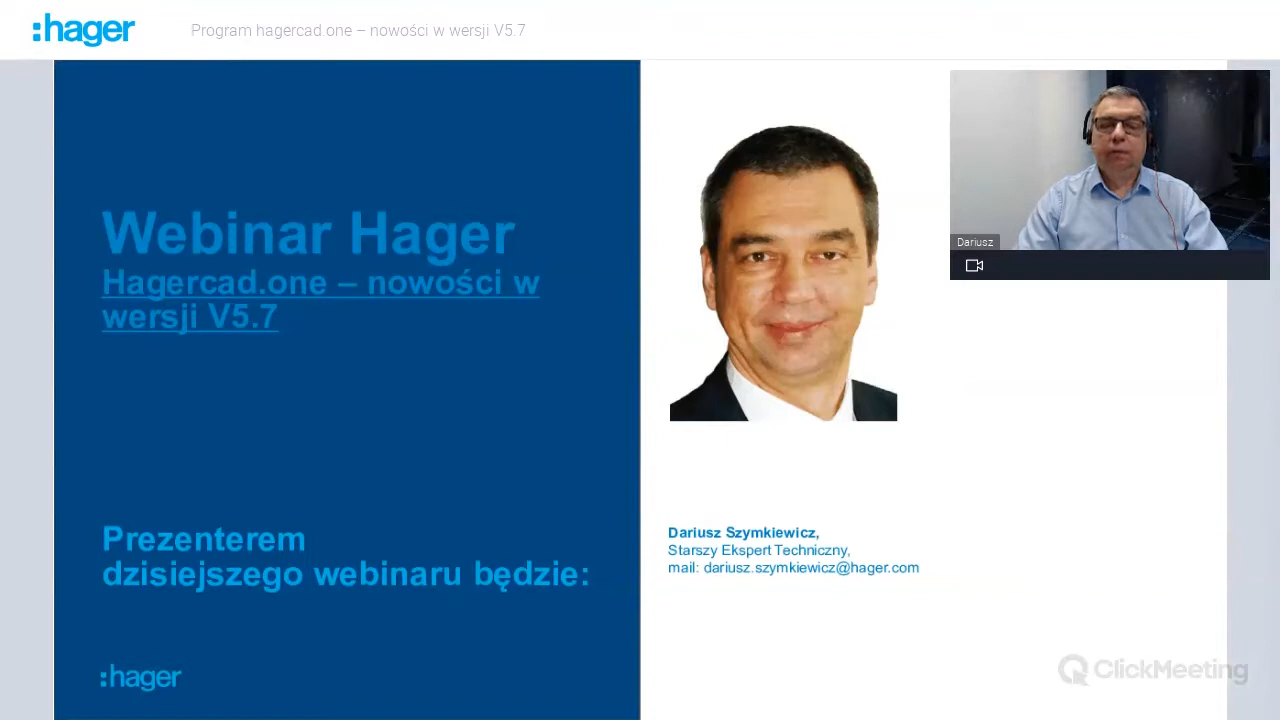 :hager
Program hagercad.one – nowości w wersji V5.7
Dariusz
Webinar Hager
Hagercad.one – nowości w
wersji V5.7
Prezenterem
dzisiejszego webinaru będzie:
Dariusz Szymkiewicz,
Starszy Ekspert Techniczny,
mail: dariusz.szymkiewicz@hager.com
:hager
ClickMeeting